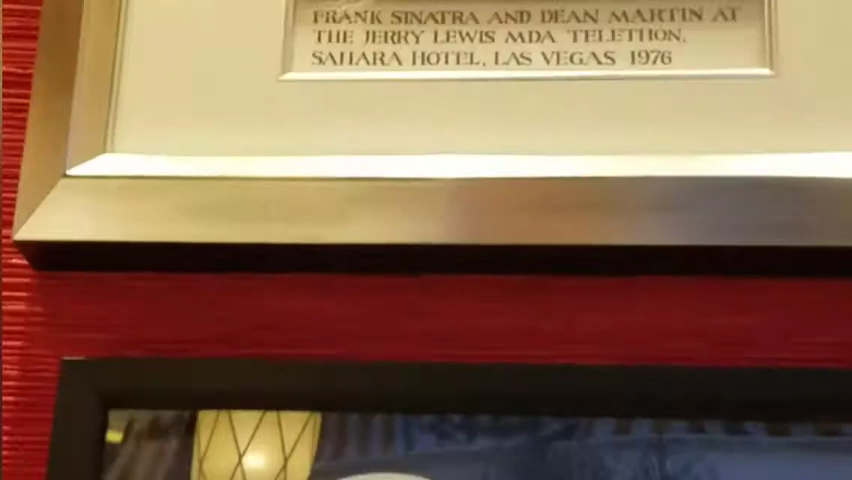 FRANK SINATRA AND DEAN MARTIN AT
THE JERRY LEWIS MDA TELETHON,
SAHARA HOTEL, LAS VEGAS 1976